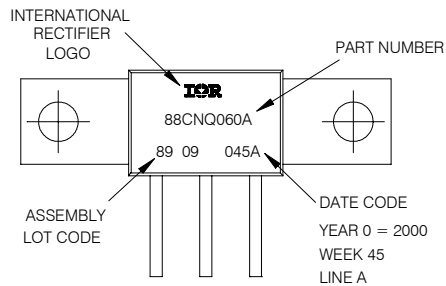 INTERNATIONAL
RECTIFIER
LOGO
PART NUMBER
IOR
88CNQ060A
89 09 045A
ASSEMBLY
LOT CODE
DATE CODE
YEAR 0 = 2000
WEEK 45
LINE A